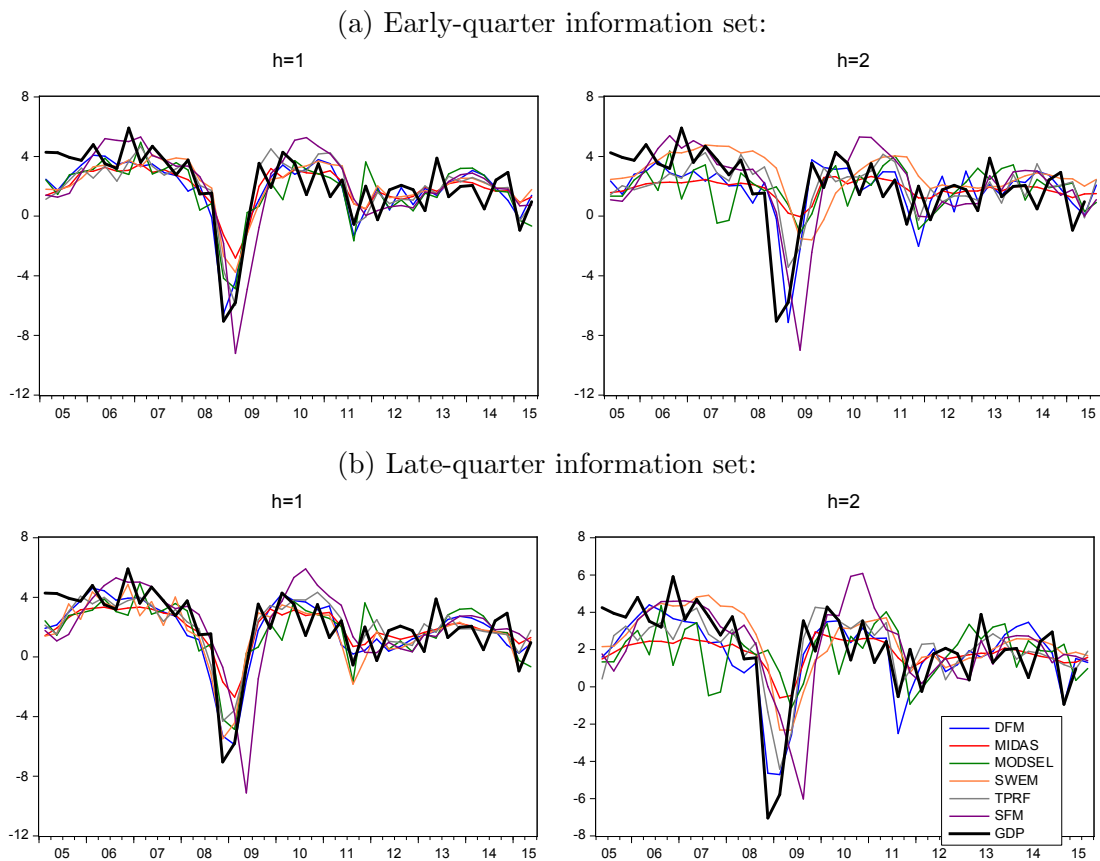 (a) Early-quarter information set:
h=1 h=2
8 8
4 4
0 0
-4 -4
-8 -8
-12 -12
05 06 07 08 09 10 11 12 13 14 15 05 06 07 08 09 10 11 12 13 14 15
(b) Late-quarter information set:
h=1 h=2
8 8
6
4 4
2
0 0
-2
-4 -4
-6
-8 -8
-12
DFM
MIDAS
MODSEL
SWEM
TPRF
SFM
GDP
05 06 07 08 09 10 11 12 13 14 15 05 06 07 08 09 10 11 12 13 14 15